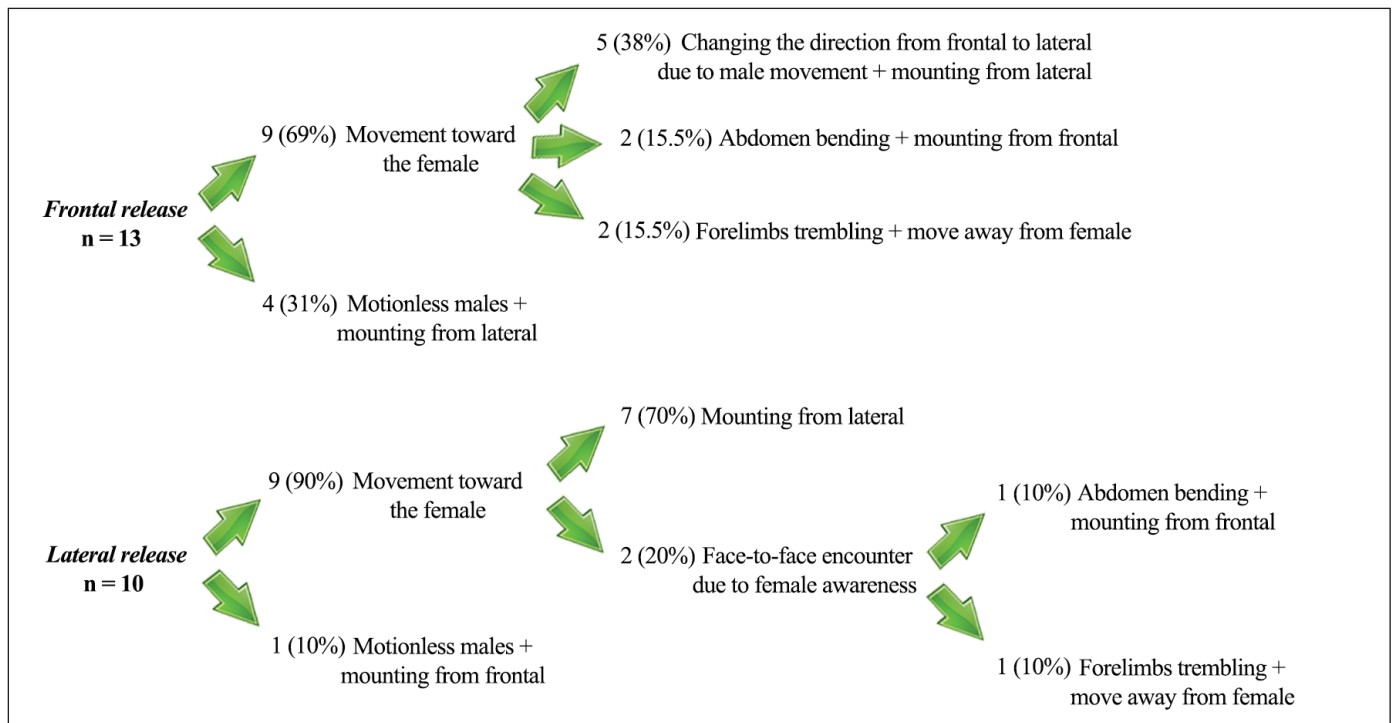 5 (38%) Changing the direction from frontal to lateral
due to male movement + mounting from lateral
9 (69%) Movement toward
the female
2 (15.5%) Abdomen bending + mounting from frontal
Frontal release
n = 13
2 (15.5%) Forelimbs trembling + move away from female
4 (31%) Motionless males +
mounting from lateral
7 (70%) Mounting from lateral
9 (90%) Movement toward
the female
1 (10%) Abdomen bending +
mounting from frontal
Lateral release
n = 10
2 (20%) Face-to-face encounter
due to female awareness
1 (10%) Motionless males +
mounting from frontal
1 (10%) Forelimbs trembling +
move away from female